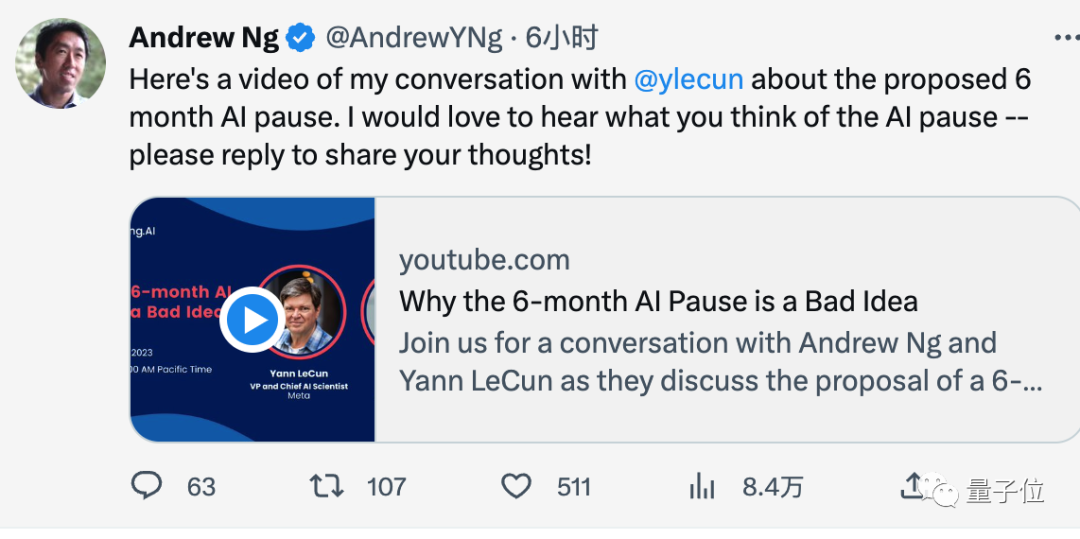 Andrew Ng @AndrewYNg · 6小时
Here's a video of my conversation with @ylecun about the proposed 6
month AI pause. I would love to hear what you think of the AI pause --
please reply to share your thoughts!
ng.AI
6-month AI
a Bad Idea
2023
00 AM Pacific Time
Yann LeCun
VP and Chief AI Scientist
Meta
youtube.com
Why the 6-month AI Pause is a Bad Idea
Join us for a conversation with Andrew Ng and
Yann LeCun as they discuss the proposal of a 6-...
63 107 511 8.4万
量子位